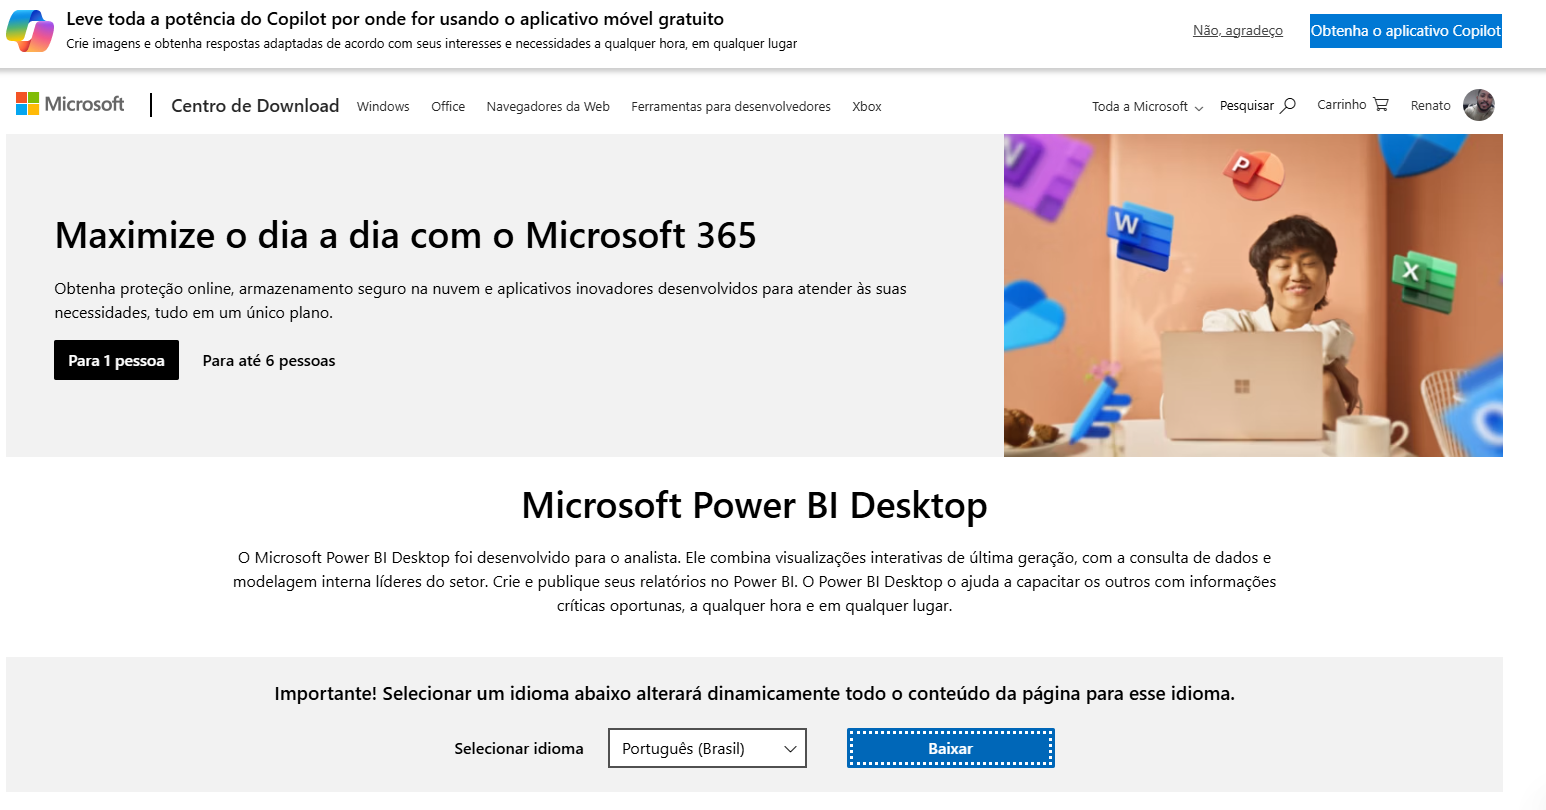 Leve toda a potência do Copilot por onde for usando o aplicativo móvel gratuito
Crie imagens e obtenha respostas adaptadas de acordo com seus interesses e necessidades a qualquer hora, em qualquer lugar
Não, agradeço
Obtenha o aplicativo Copilot
Microsoft
Centro de Download
Windows
Office
Navegadores da Web
Ferramentas para desenvolvedores
Xbox
Toda a Microsoft
Pesquisar
Carrinho
Renato
Maximize o dia a dia com o Microsoft 365
Obtenha proteção online, armazenamento seguro na nuvem e aplicativos inovadores desenvolvidos para atender às suas
necessidades, tudo em um único plano.
Para 1 pessoa
Para até 6 pessoas
N
P
W
X
O
Microsoft Power BI Desktop
O Microsoft Power BI Desktop foi desenvolvido para o analista. Ele combina visualizações interativas de última geração, com a consulta de dados e
modelagem interna líderes do setor. Crie e publique seus relatórios no Power BI. O Power BI Desktop o ajuda a capacitar os outros com informações
críticas oportunas, a qualquer hora e em qualquer lugar.
Importante! Selecionar um idioma abaixo alterará dinamicamente todo o conteúdo da página para esse idioma.
Selecionar idioma
Português (Brasil)
Baixar